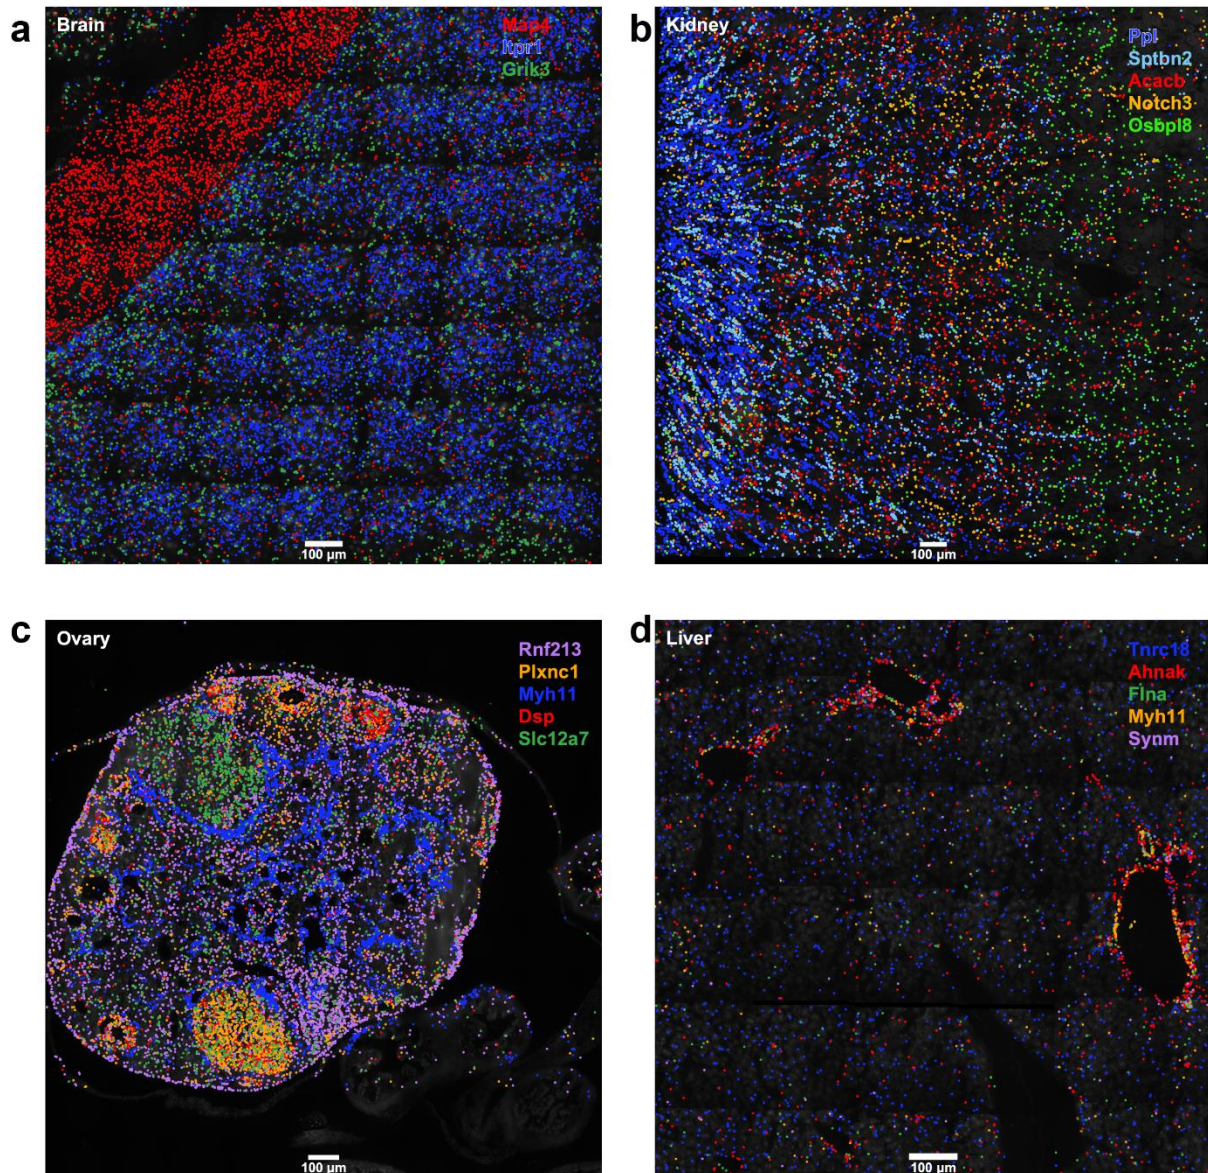 a
Brain
Map4
Itpr1
Grik3
100 µm
b
Kidney
Ppl
Sptbn2
Acacb
Notch3
Osbpl8
100 µm
c
Ovary
Rnf213
Plxnc1
Myh11
Dsp
Slc12a7
100 µm
d
Liver
Tnrc18
Ahnak
Flna
Myh11
Synm
100 µm